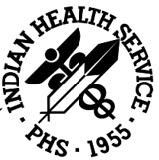 INDIAN HEALTH SERVICE
· PHS · 1955 ·